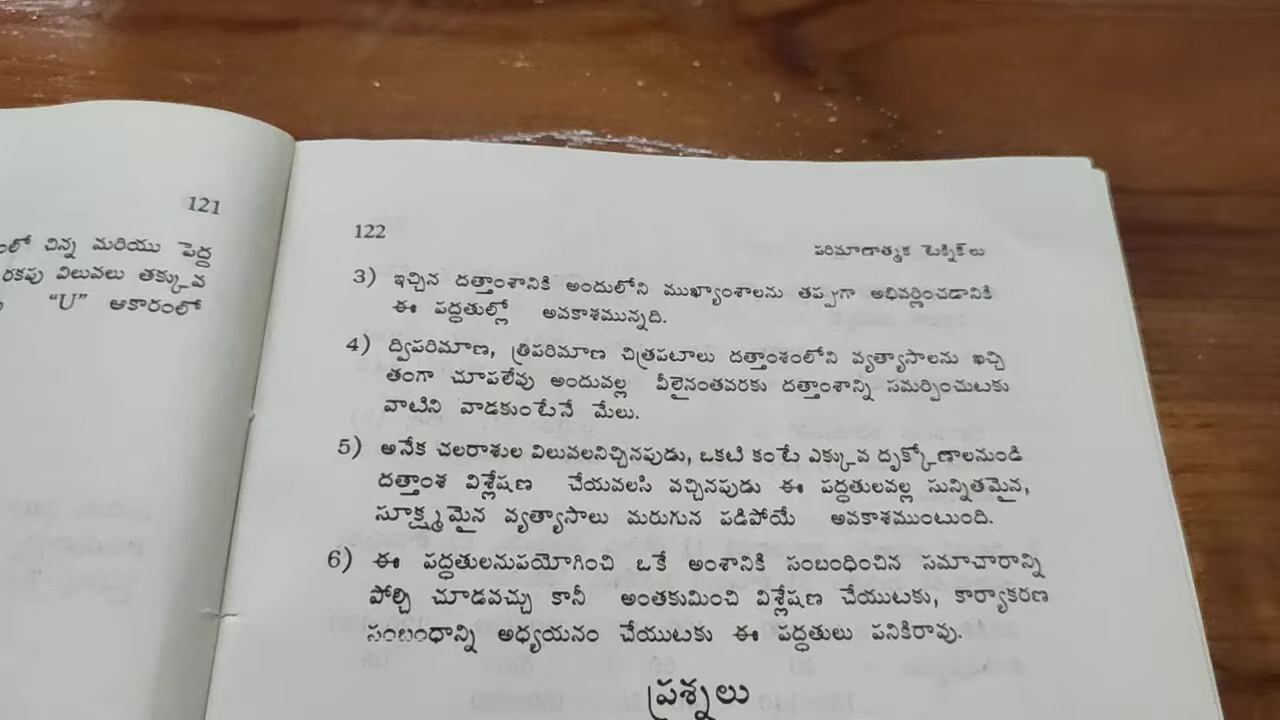 121
చిన్న మరియు పెద్ద
రకపు విలువలు తక్కువ
“U” ఆకారంలో
122
పరిమాణాత్మక టెక్నిక్‌లు
3) ఇచ్చిన దత్తాంశానికి అందులోని ముఖ్యాంశాలను తప్పుగా అభివర్ణించడానికి
ఈ పద్ధతుల్లో అవకాశమున్నది.
4) ద్విపరిమాణ, త్రిపరిమాణ చిత్రపటాలు దత్తాంశంలోని వ్యత్యాసాలను ఖచ్చి
తంగా చూపలేవు అందువల్ల వీలైనంతవరకు దత్తాంశాన్ని సమర్పించుటకు
వాటిని వాడకుంటేనే మేలు.
5) అనేక చలరాశుల విలువలనిచ్చినపుడు, ఒకటి కంటే ఎక్కువ దృక్కోణాలనుండి
దత్తాంశ విశ్లేషణ చేయవలసి వచ్చినపుడు ఈ పద్ధతులవల్ల సున్నితమైన,
సూక్ష్మమైన వ్యత్యాసాలు మరుగున పడిపోయే అవకాశముంటుంది.
6) ఈ పద్ధతులనుపయోగించి ఒకే అంశానికి సంబంధించిన సమాచారాన్ని
పోల్చి చూడవచ్చు కానీ అంతకుమించి విశ్లేషణ చేయుటకు, కార్యాకరణ
సంబంధాన్ని అధ్యయనం చేయుటకు ఈ పద్ధతులు పనికిరావు.
ప్రశ్నలు